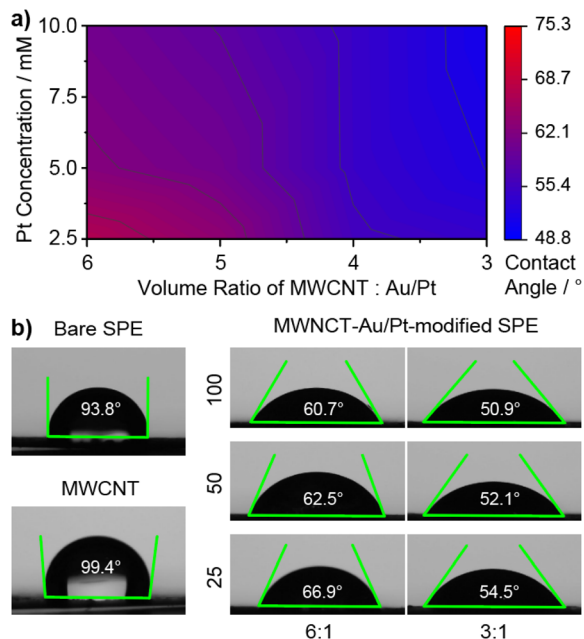 a)
10.0
7.5
5.0
2.5
Pt Concentration / mM
6
5
4
3
Volume Ratio of MWCNT : Au/Pt
75.3
68.7
62.1
55.4
48.8
Contact
Angle / °
b)
Bare SPE
MWNCT-Au/Pt-modified SPE
93.8°
MWCNT
99.4°
100
60.7°
50.9°
50
62.5°
52.1°
25
66.9°
54.5°
6:1
3:1